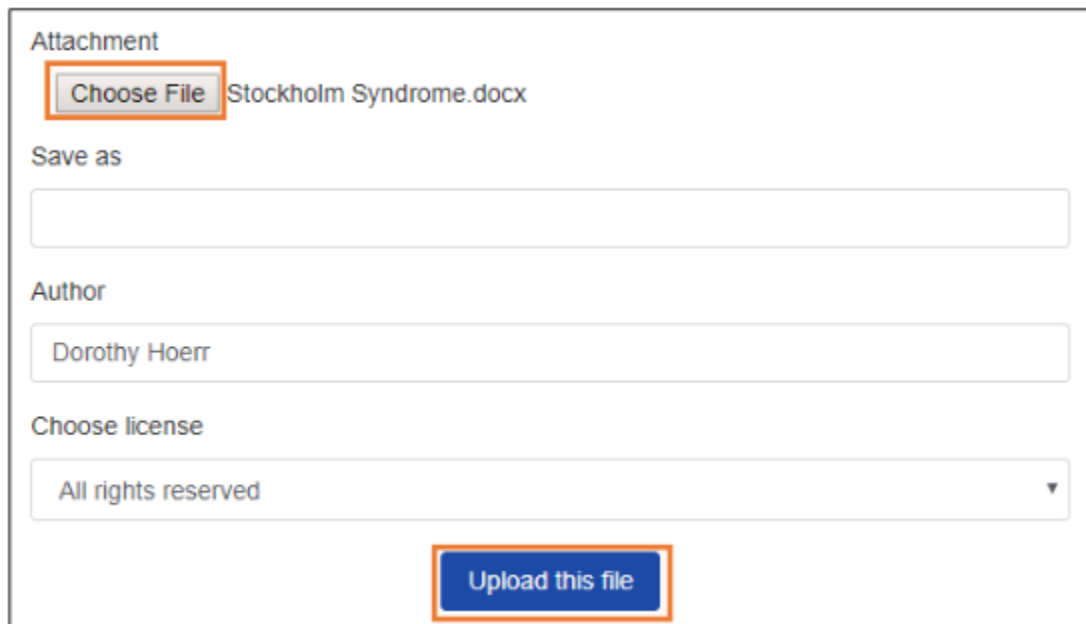 Attachment
Choose File Stockholm Syndrome.docx
Save as
Author
Dorothy Hoerr
Choose license
All rights reserved
Upload this file